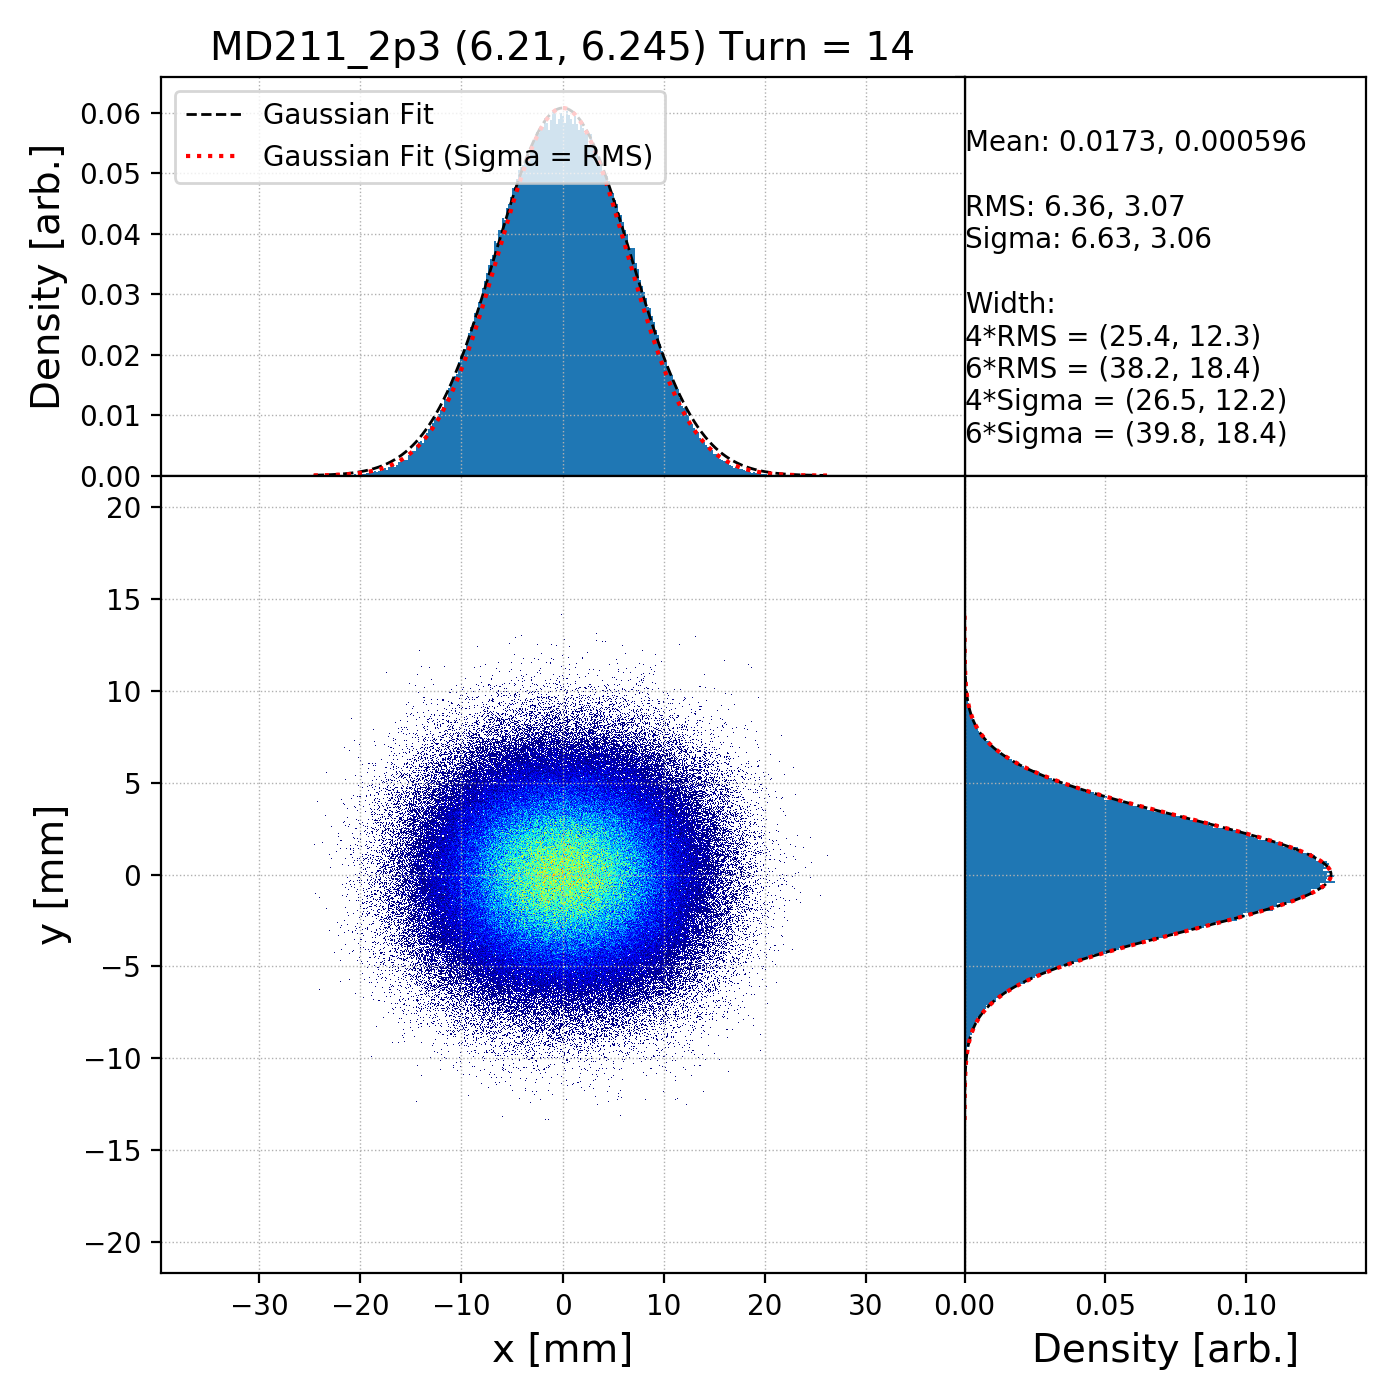 MD211_2p3 (6.21, 6.245) Turn = 14
Gaussian Fit
Gaussian Fit (Sigma = RMS)
Density [arb.]
0.06
0.05
0.04
0.03
0.02
0.01
0.00
Mean: 0.0173, 0.000596
RMS: 6.36, 3.07
Sigma: 6.63, 3.06
Width:
4*RMS = (25.4, 12.3)
6*RMS = (38.2, 18.4)
4*Sigma = (26.5, 12.2)
6*Sigma = (39.8, 18.4)
y [mm]
20
15
10
5
0
−5
−10
−15
−20
−30 −20 −10 0 10 20 30 0.00 0.05 0.10
x [mm] Density [arb.]